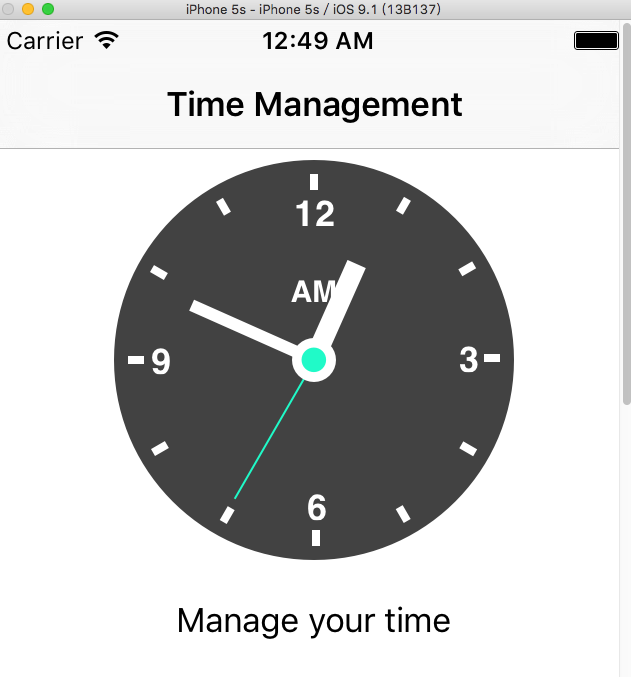 iPhone 5s - iPhone 5s / iOS 9.1 (13B137)
Carrier 12:49 AM
Time Management
12
AM
9 3
6
Manage your time